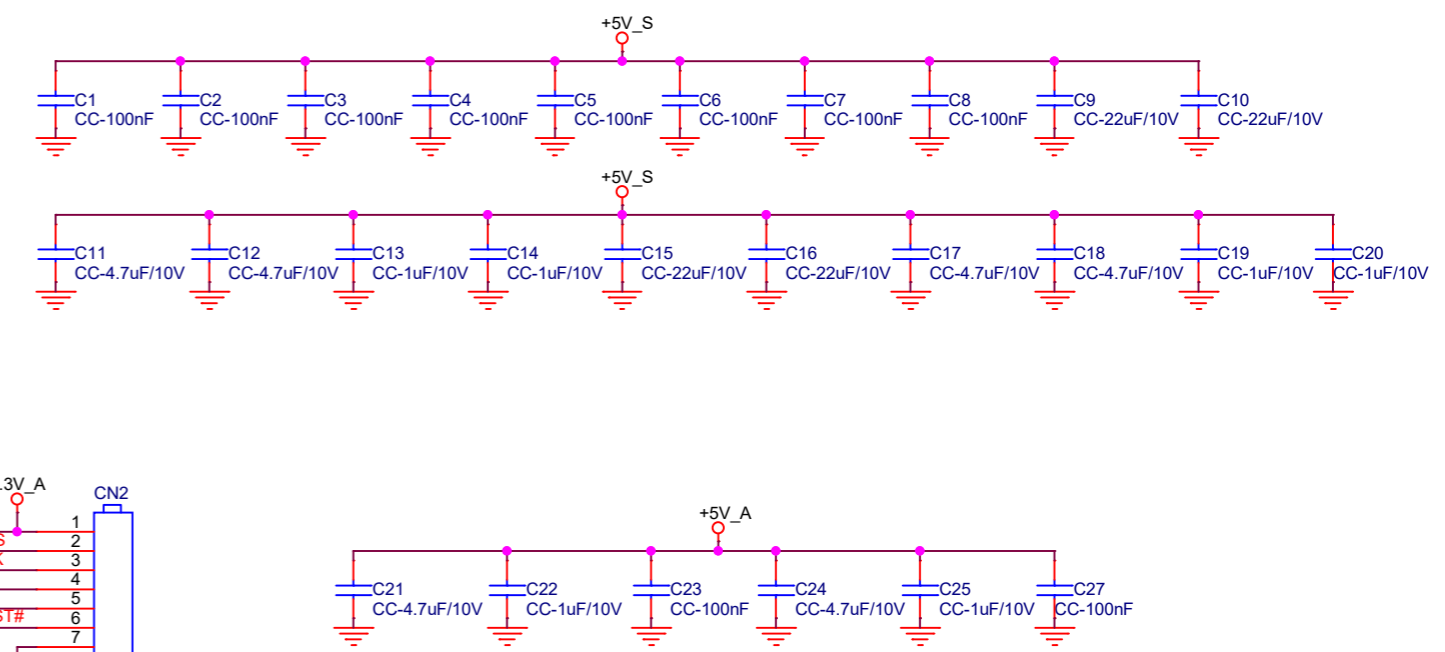 +5V_S
C1 C2 C3 C4 C5 C6 C7 C8 C9 C10
CC-100nF CC-100nF CC-100nF CC-100nF CC-100nF CC-100nF CC-100nF CC-100nF CC-22uF/10V CC-22uF/10V
+5V_S
C11 C12 C13 C14 C15 C16 C17 C18 C19 C20
CC-4.7uF/10V CC-4.7uF/10V CC-1uF/10V CC-1uF/10V CC-22uF/10V CC-22uF/10V CC-4.7uF/10V CC-4.7uF/10V CC-1uF/10V CC-1uF/10V
.3V_A
CN2
1
2
3
4
5
6
7
ST#
+5V_A
C21 C22 C23 C24 C25 C27
CC-4.7uF/10V CC-1uF/10V CC-100nF CC-4.7uF/10V CC-1uF/10V CC-100nF